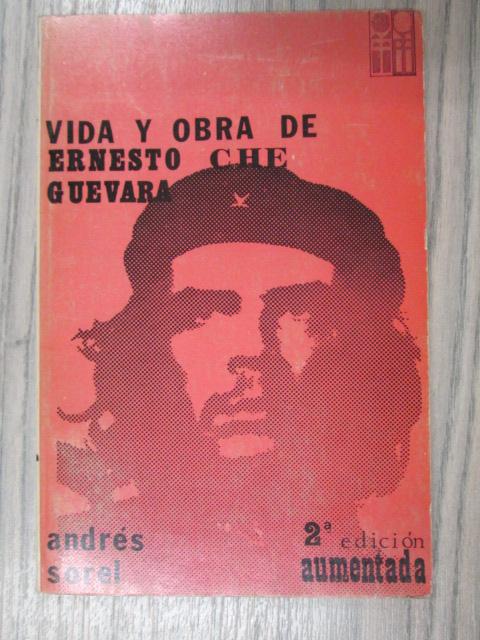 VIDA Y OBRA DE
ERNESTO CHE
GUEVARA
andrés
sorel
2ª edición
aumentada